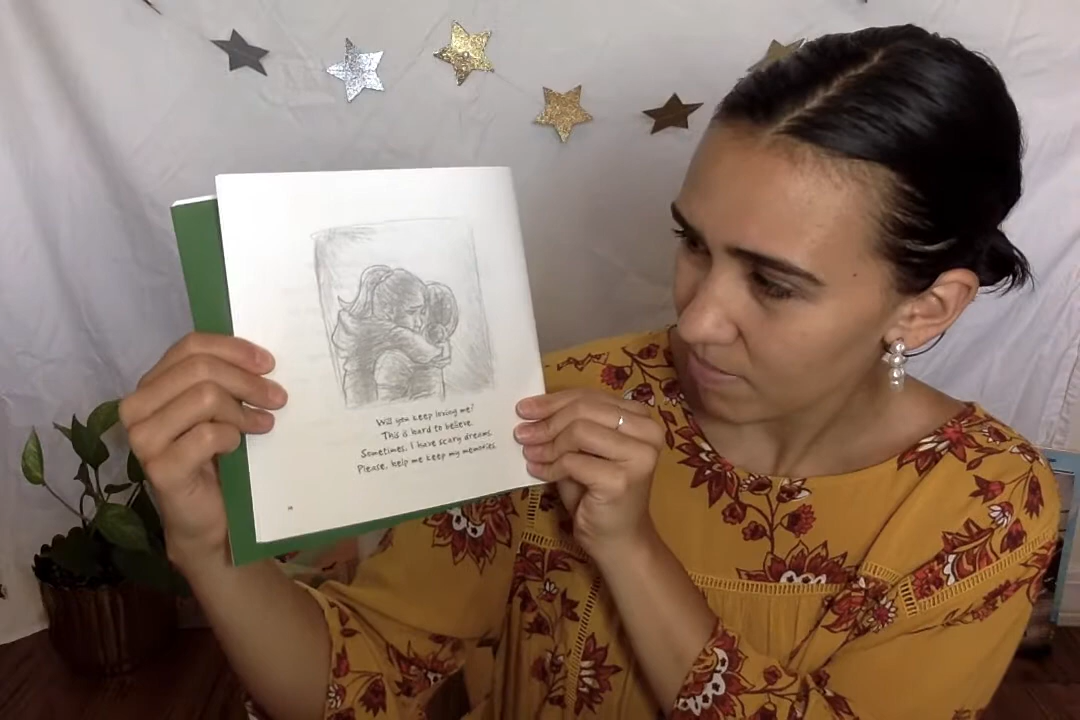 Will you keep loving me?
This is hard to believe.
Sometimes, I have scary dreams.
Please, help me keep my memories.